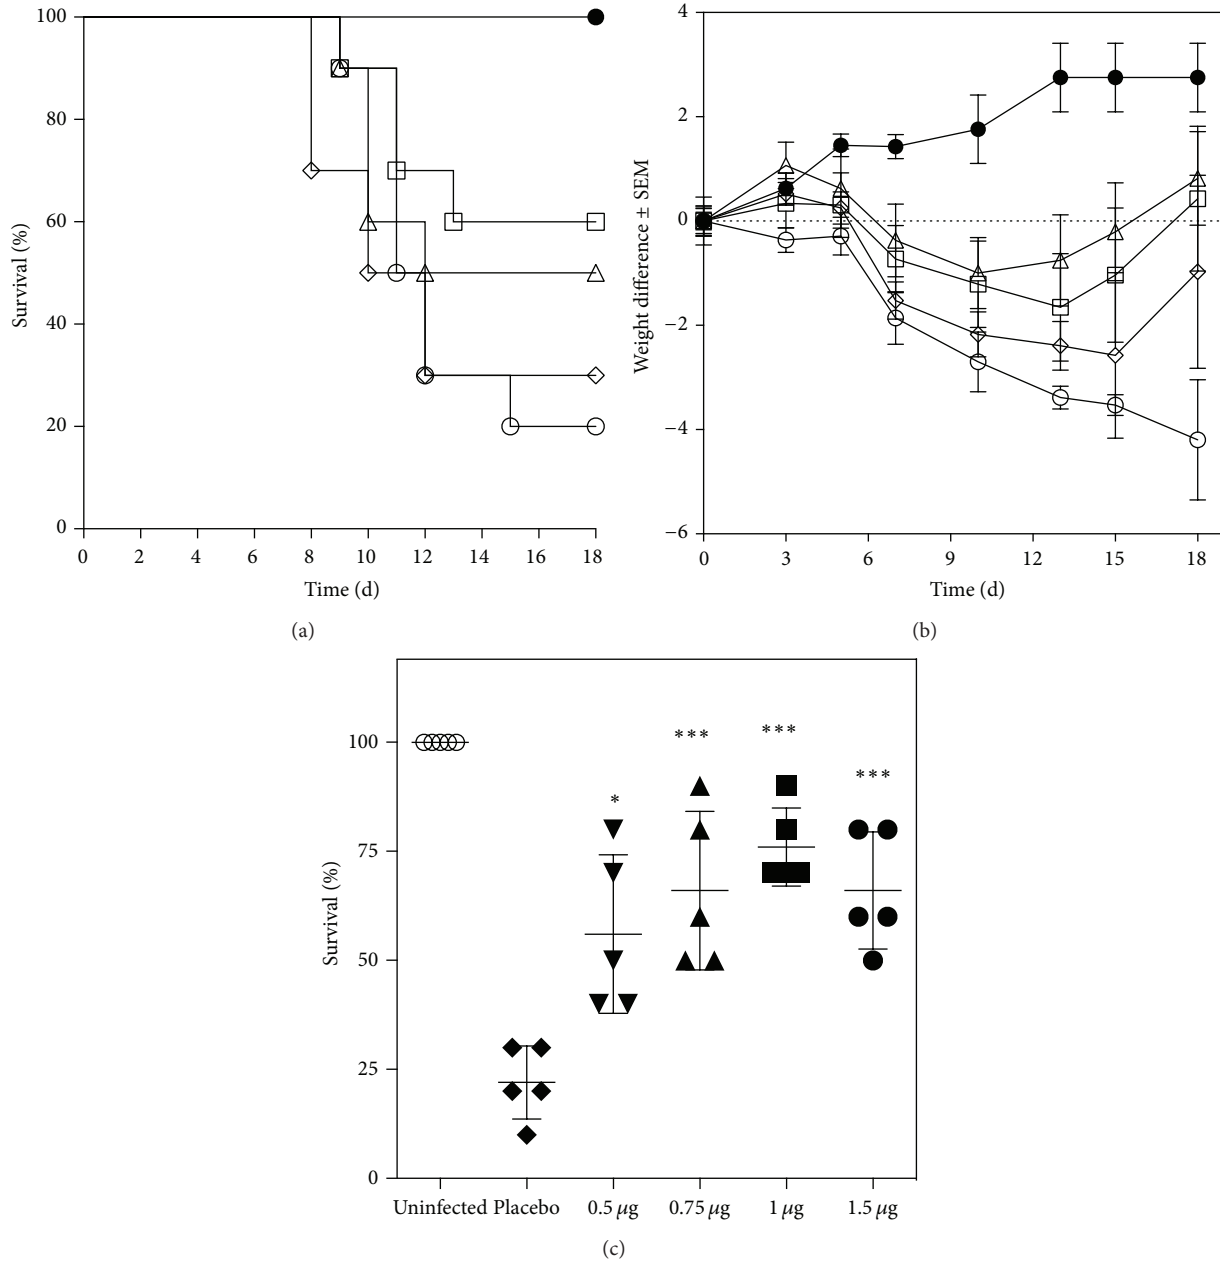 100
80
60
40
20
0
Survival (%)
0 2 4 6 8 10 12 14 16 18
Time (d)
(a)
4
2
0
−2
−4
−6
Weight difference ± SEM
0 3 6 9 12 15 18
Time (d)
(b)
100
75
50
25
0
Survival (%)
*
***
***
***
Uninfected Placebo 0.5 μg 0.75 μg 1 μg 1.5 μg
(c)